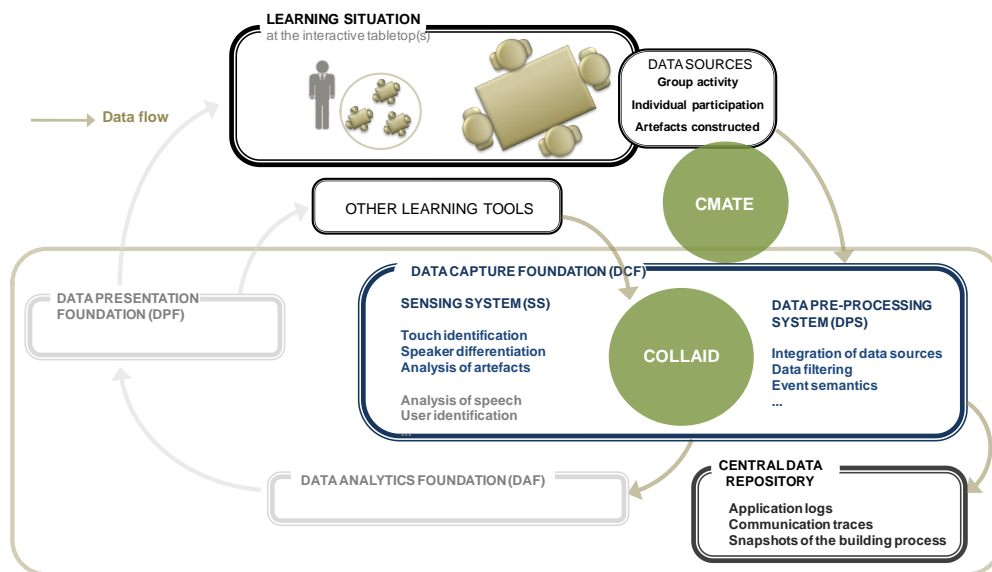 LEARNING SITUATION
at the interactive tabletop(s)
DATA SOURCES
Group activity
Individual participation
Artefacts constructed
Data flow
CMATE
OTHER LEARNING TOOLS
DATA CAPTURE FOUNDATION (DCF)
SENSING SYSTEM (SS)
Touch identification
Speaker differentiation
Analysis of artefacts
Analysis of speech
User identification
...
COLLAID
DATA PRE-PROCESSING
SYSTEM (DPS)
Integration of data sources
Data filtering
Event semantics
...
DATA PRESENTATION
FOUNDATION (DPF)
DATA ANALYTICS FOUNDATION (DAF)
CENTRAL DATA
REPOSITORY
Application logs
Communication traces
Snapshots of the building process